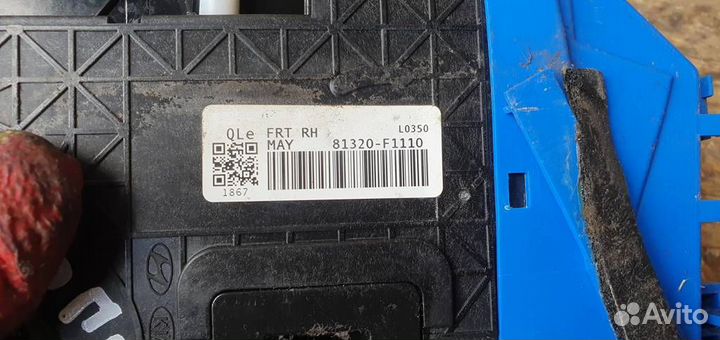 L0350
QLe FRT RH
MAY 81320-F1110
1867
Avito